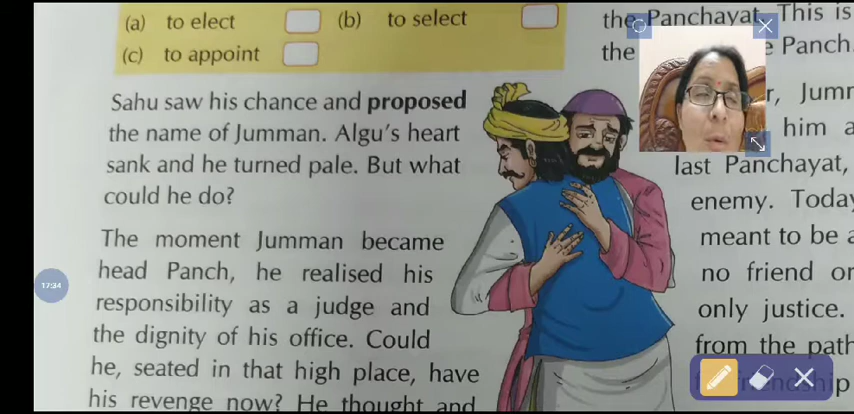 (a) to elect (b) to select
(c) to appoint
Sahu saw his chance and proposed
the name of Jumman. Algu's heart
sank and he turned pale. But what
could he do?
The moment Jumman became
head Panch, he realised his
responsibility as a judge and
the dignity of his office. Could
he, seated in that high place, have
his revenge now? He thought and
the Panchayat. This is
the Panch
him
last Panchayat,
enemy. Today
meant to be a
no friend or
only justice.
from the path
friendship
17:34